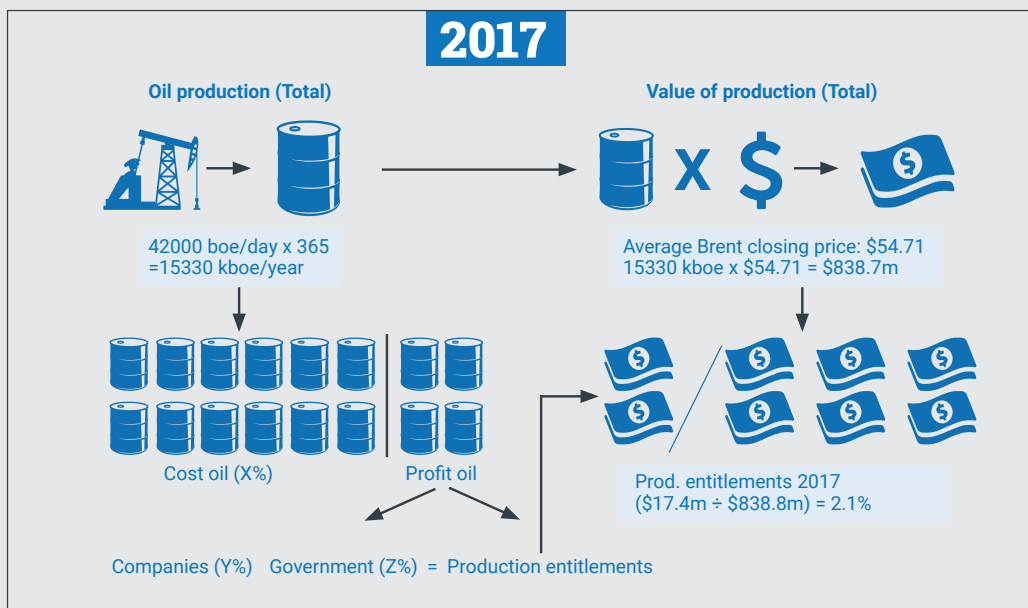 2017
Oil production (Total)
Value of production (Total)
X $
42000 boe/day x 365
=15330 kboe/year
Average Brent closing price: $54.71
15330 kboe x $54.71 = $838.7m
Cost oil (X%)
Profit oil
Prod. entitlements 2017
($17.4m ÷ $838.8m) = 2.1%
Companies (Y%) Government (Z%) = Production entitlements